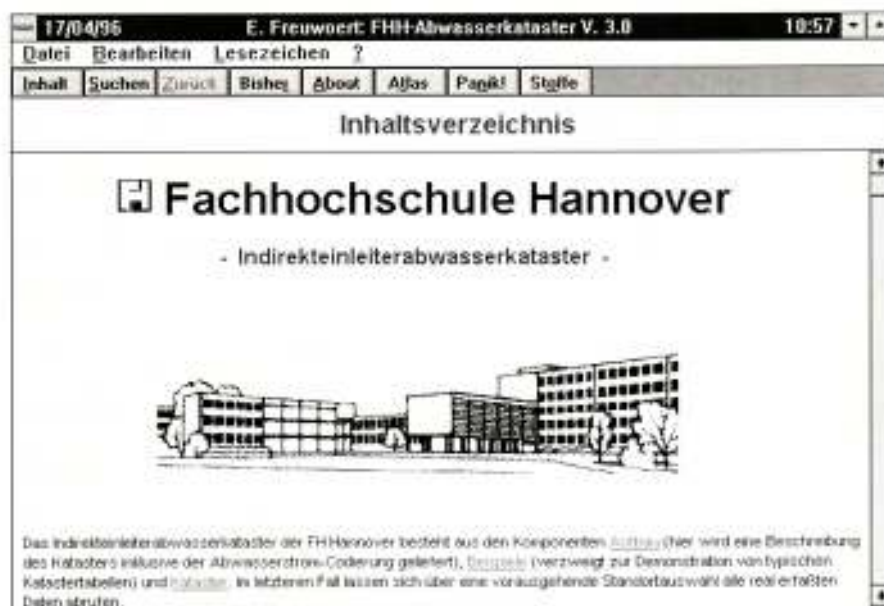 17/04/96 E. Freuwoert: FHH-Abwasserkataster V. 3.0 10:57
Datei Bearbeiten Lesezeichen ?
Inhalt Suchen Zurück Bisher About Atlas Panik! Stoffe
Inhaltsverzeichnis
Fachhochschule Hannover
- Indirekteinleiterabwasserkataster -
Das Indirekteinleiterabwasserkataster der FH Hannover besteht aus den Komponenten Aufbau (hier wird eine Beschreibung
des Katasters inklusive der Abwasserstrom-Codierung geliefert), Beispiele (verzweigt zur Demonstration von typischen
Katastertabellen) und Kataster. Im letzteren Fall lassen sich über eine vorausgehende Standortauswahl alle real erfaßten
Daten abrufen.